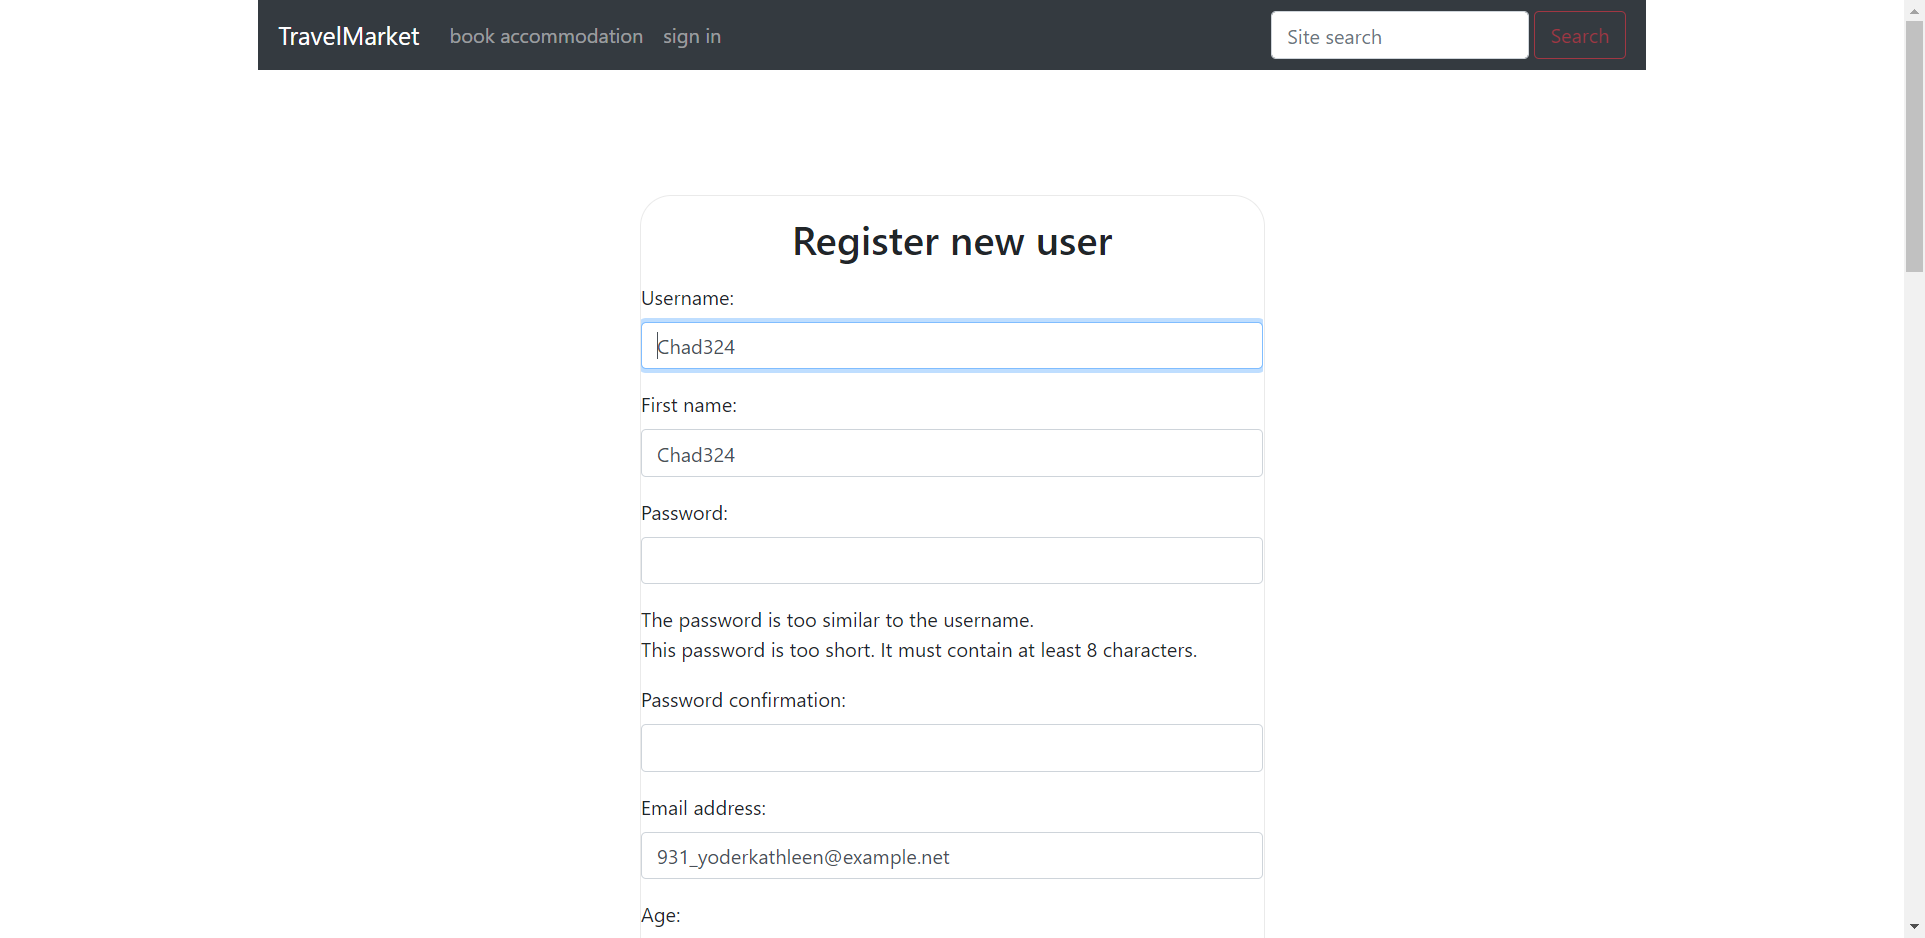 TravelMarket book accommodation sign in Site search Search
Register new user
Username:
Chad324
First name:
Chad324
Password:
The password is too similar to the username.
This password is too short. It must contain at least 8 characters.
Password confirmation:
Email address:
931_yoderkathleen@example.net
Age: